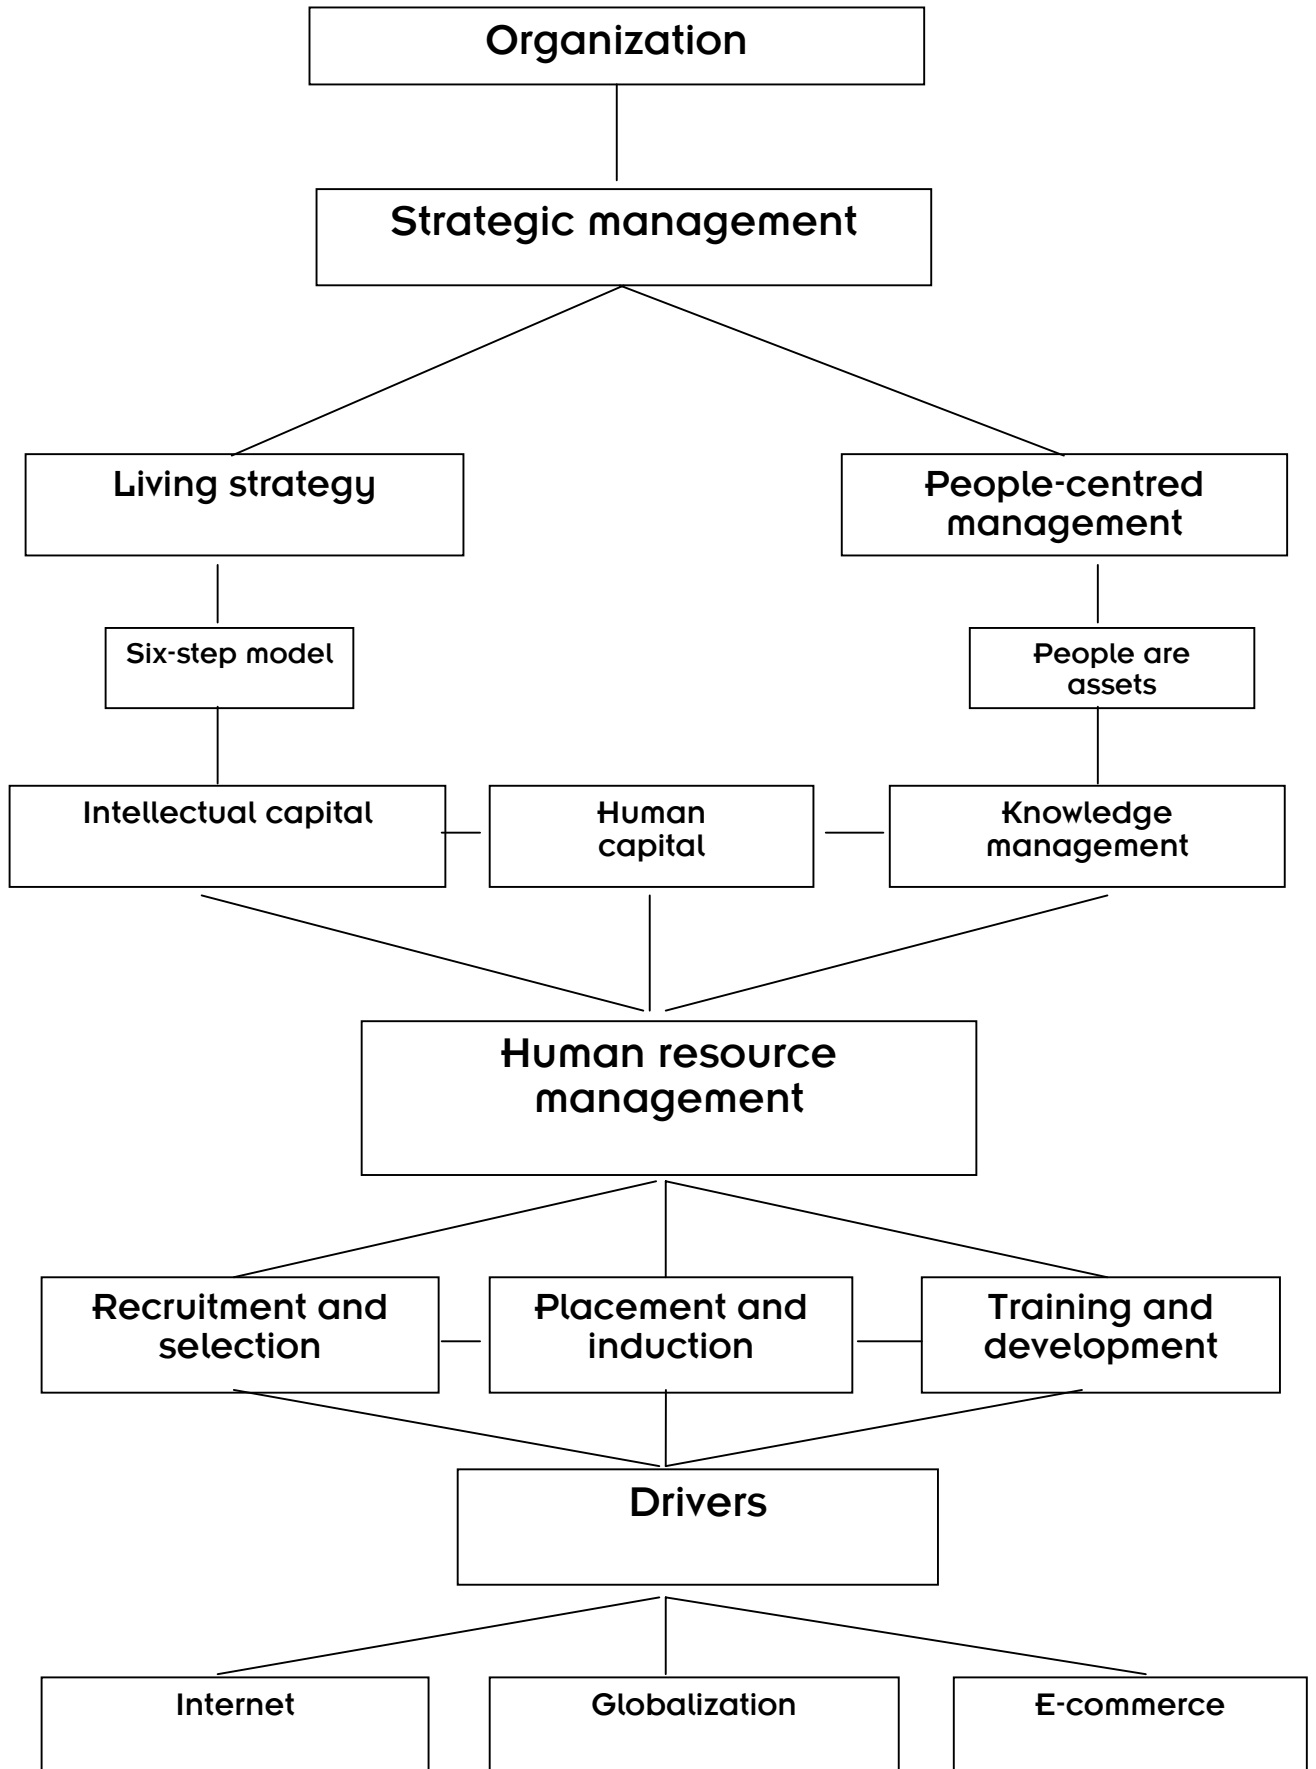 Organization
Strategic management
Living strategy
People-centred
management
Six-step model
People are
assets
Intellectual capital
Human
capital
Knowledge
management
Human resource
management
Recruitment and
selection
Placement and
induction
Training and
development
Drivers
Internet
Globalization
E-commerce